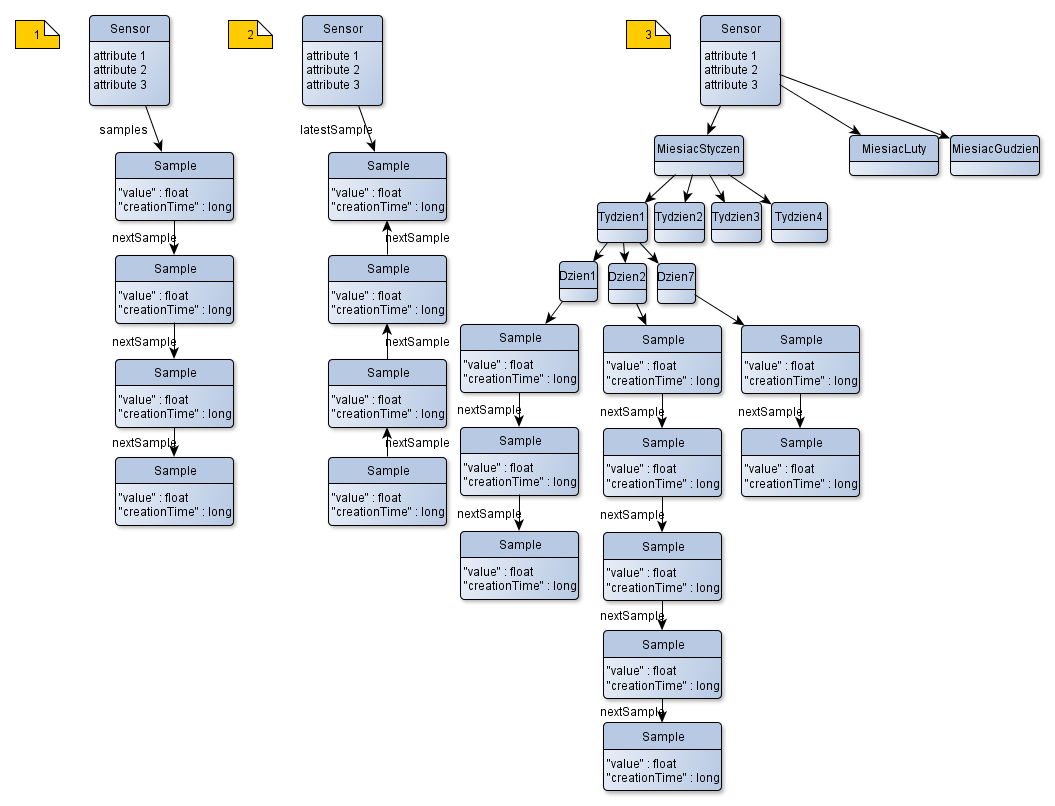 1
Sensor
attribute 1
attribute 2
attribute 3
samples
Sample
"value" : float
"creationTime" : long
nextSample
Sample
"value" : float
"creationTime" : long
nextSample
Sample
"value" : float
"creationTime" : long
nextSample
Sample
"value" : float
"creationTime" : long
2
Sensor
attribute 1
attribute 2
attribute 3
latestSample
Sample
"value" : float
"creationTime" : long
nextSample
Sample
"value" : float
"creationTime" : long
nextSample
Sample
"value" : float
"creationTime" : long
nextSample
Sample
"value" : float
"creationTime" : long
3
Sensor
attribute 1
attribute 2
attribute 3
MiesiacStyczen
MiesiacLuty
MiesiacGudzien
Tydzien1
Tydzien2
Tydzien3
Tydzien4
Dzien1
Dzien2
Dzien7
Sample
"value" : float
"creationTime" : long
nextSample
Sample
"value" : float
"creationTime" : long
nextSample
Sample
"value" : float
"creationTime" : long
Sample
"value" : float
"creationTime" : long
nextSample
Sample
"value" : float
"creationTime" : long
nextSample
Sample
"value" : float
"creationTime" : long
nextSample
Sample
"value" : float
"creationTime" : long
nextSample
Sample
"value" : float
"creationTime" : long
Sample
"value" : float
"creationTime" : long
nextSample
Sample
"value" : float
"creationTime" : long